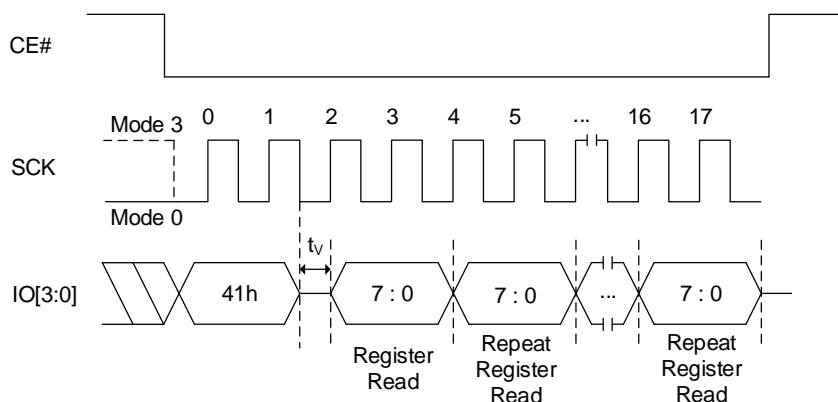 CE#
Mode 3
0 1 2 3 4 5 ... 16 17
SCK
Mode 0
tV
IO[3:0]
41h
7 : 0
7 : 0
...
7 : 0
Register
Read
Repeat
Register
Read
Repeat
Register
Read